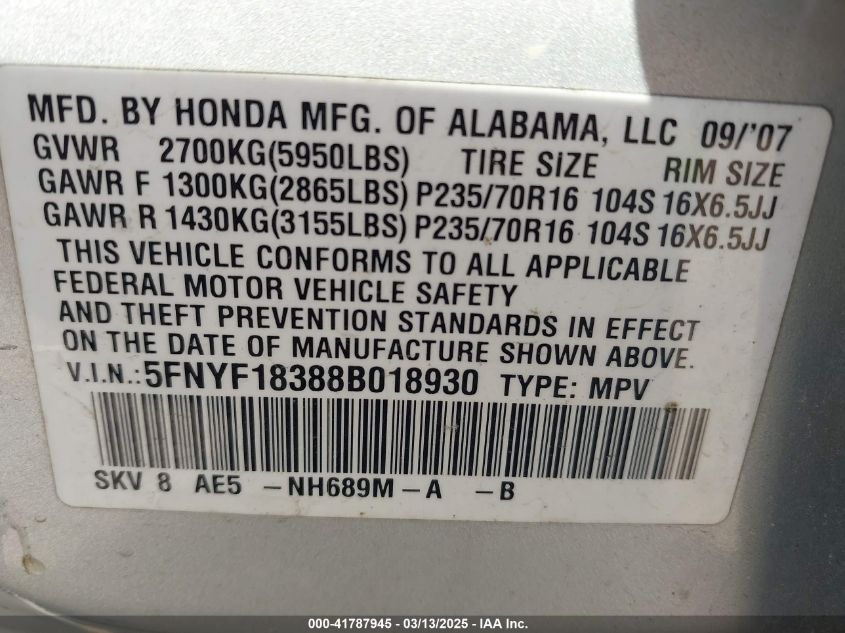 MFD. BY HONDA MFG. OF ALABAMA, LLC 09/'07
GVWR 2700KG(5950LBS) TIRE SIZE RIM SIZE
GAWR F 1300KG(2865LBS) P235/70R16 104S 16X6.5JJ
GAWR R 1430KG(3155LBS) P235/70R16 104S 16X6.5JJ
THIS VEHICLE CONFORMS TO ALL APPLICABLE
FEDERAL MOTOR VEHICLE SAFETY
AND THEFT PREVENTION STANDARDS IN EFFECT
ON THE DATE OF MANUFACTURE SHOWN ABOVE.
V.I.N.: 5FNYF18388B018930 TYPE: MPV
SKV 8 AE5 -NH689M-A -B
000-41787945 - 03/13/2025 - IAA Inc.